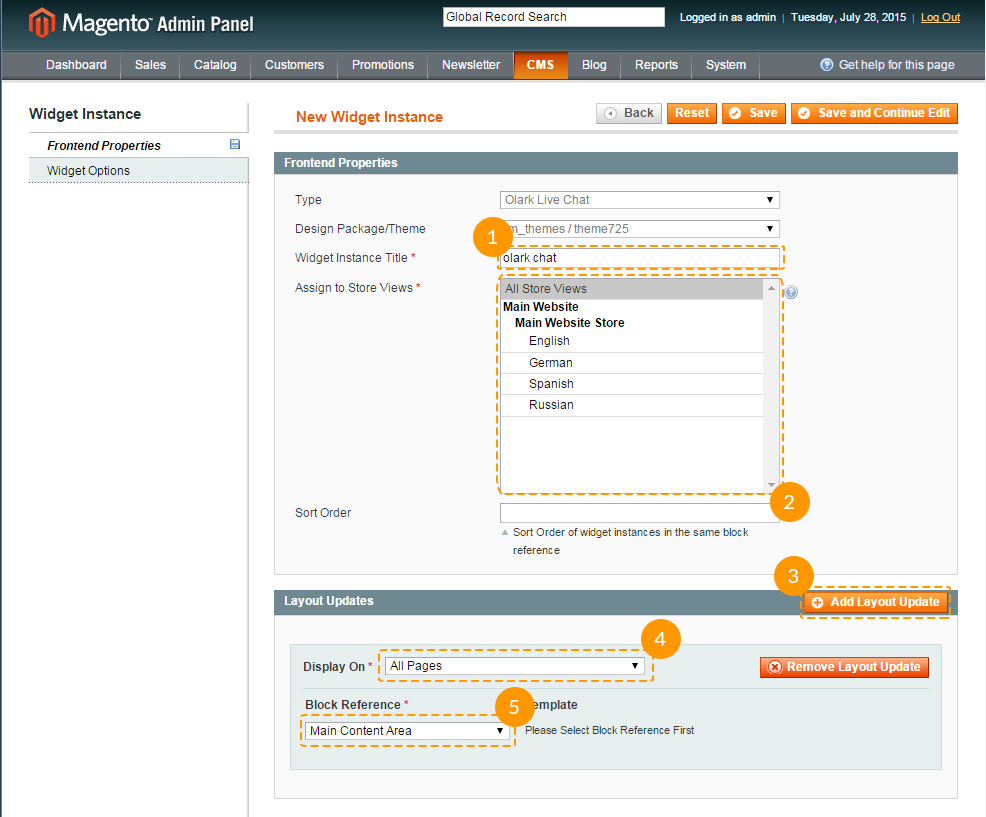 Magento™ Admin Panel
Global Record Search
Logged in as admin | Tuesday, July 28, 2015 | Log Out
Dashboard Sales Catalog Customers Promotions Newsletter CMS Blog Reports System ? Get help for this page
Widget Instance
Frontend Properties
Widget Options
New Widget Instance
Back Reset Save Save and Continue Edit
Frontend Properties
Type Olark Live Chat
Design Package/Theme m_themes / theme725
1
Widget Instance Title * olark chat
Assign to Store Views * All Store Views ?
Main Website
Main Website Store
English
German
Spanish
Russian
2
Sort Order
Sort Order of widget instances in the same block
reference
3
Layout Updates Add Layout Update
4
Display On * All Pages Remove Layout Update
Block Reference * 5 emplate
Main Content Area Please Select Block Reference First